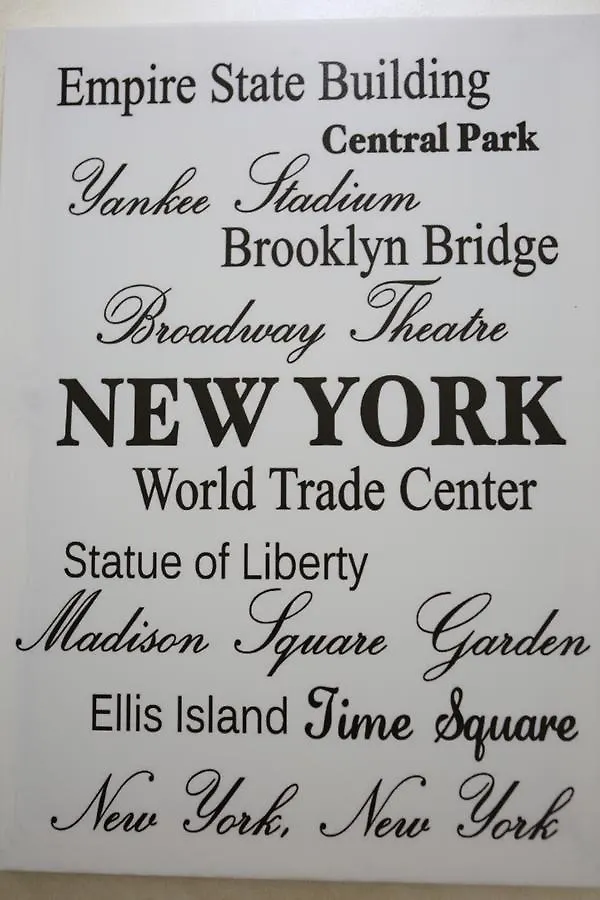 Empire State Building
Central Park
Yankee Stadium
Brooklyn Bridge
Broadway Theatre
NEW YORK
World Trade Center
Statue of Liberty
Madison Square Garden
Ellis Island Time Square
New York, New York